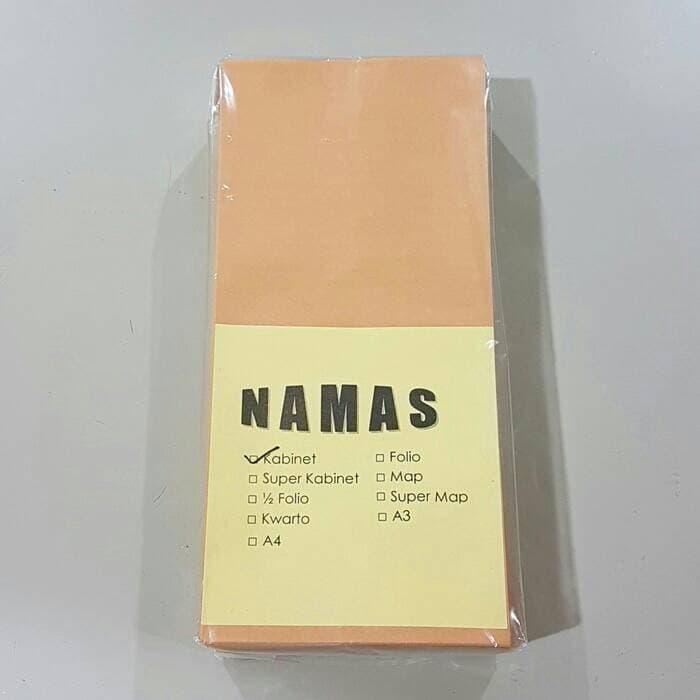 NAMAS
Kabinet
Super Kabinet
½ Folio
Kwarto
A4
Folio
Map
Super Map
A3